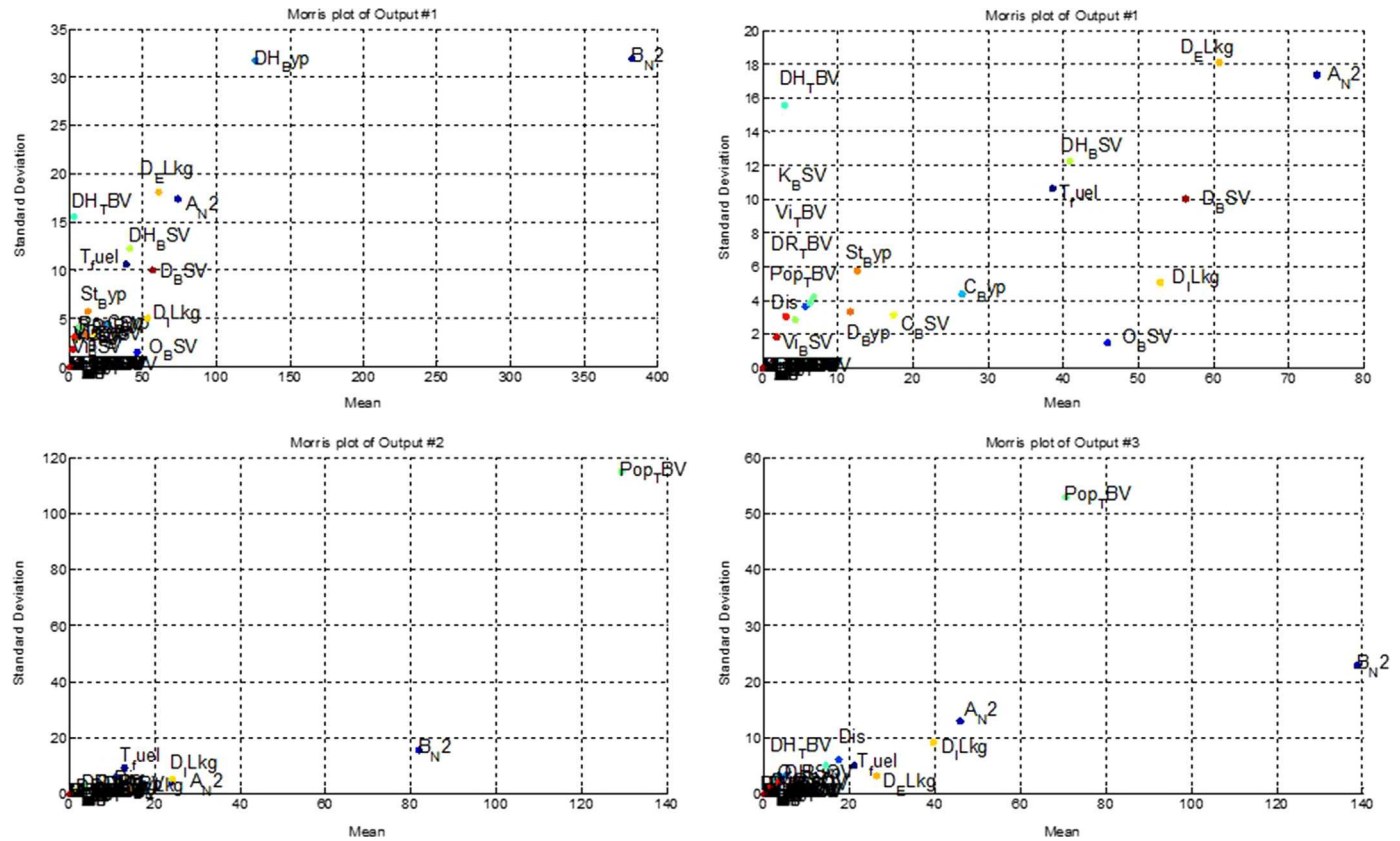 Morris plot of Output #1
35
30
25
20
15
10
5
0
Standard Deviation
DH_Byp
B_N2
D_ELkg
A_N2
DH_TBV
DH_BSV
T_fuel
D_BSV
St_Byp
D_ILkg
O_BSV
0 50 100 150 200 250 300 350 400
Mean
Morris plot of Output #1
20
18
16
14
12
10
8
6
4
2
0
Standard Deviation
D_ELkg
A_N2
DH_TBV
DH_BSV
K_BSV
T_fuel
D_BSV
Vi_TBV
DR_TBV
St_Byp
Pop_TBV
C_Byp
D_ILkg
Dis
D_Byp
C_BSV
O_BSV
Vi_BSV
0 10 20 30 40 50 60 70 80
Mean
Morris plot of Output #2
120
100
80
60
40
20
0
Standard Deviation
Pop_TBV
B_N2
T_fuel
D_ILkg
A_N2
0 20 40 60 80 100 120 140
Mean
Morris plot of Output #3
60
50
40
30
20
10
0
Standard Deviation
Pop_TBV
B_N2
A_N2
Dis
DH_TBV
D_ILkg
T_fuel
D_ELkg
0 20 40 60 80 100 120 140
Mean